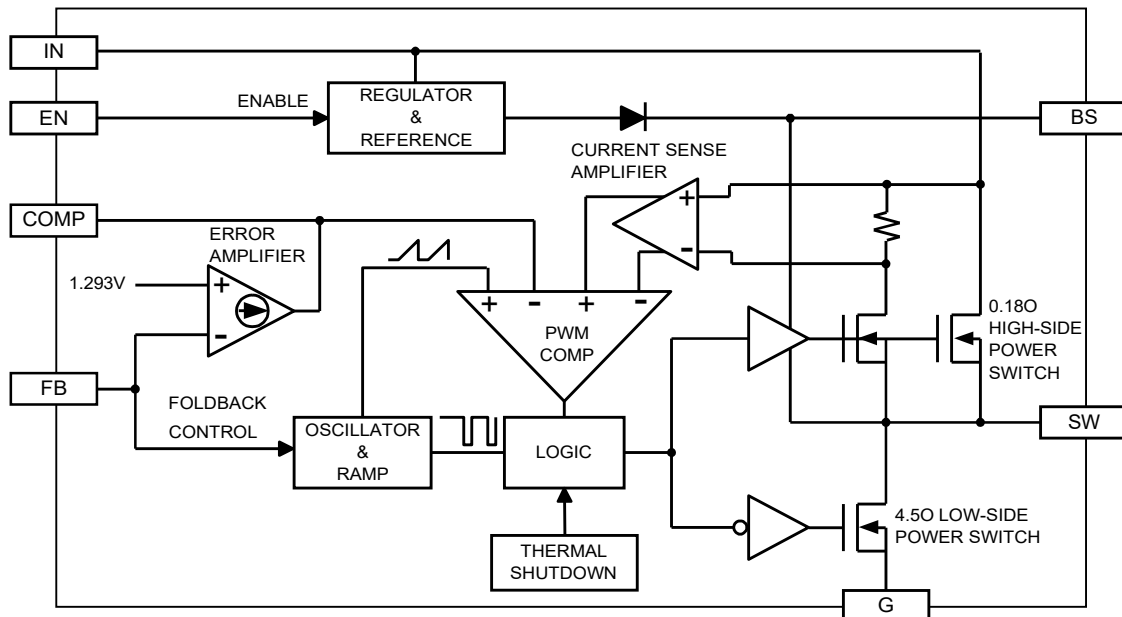 IN
EN
ENABLE
REGULATOR
&
REFERENCE
BS
CURRENT SENSE
AMPLIFIER
COMP
ERROR
AMPLIFIER
1.293V
+
-
+
-
+
-
+
-
PWM
COMP
0.18O
HIGH-SIDE
POWER
SWITCH
FB
FOLDBACK
CONTROL
OSCILLATOR
&
RAMP
LOGIC
SW
4.5O LOW-SIDE
POWER SWITCH
THERMAL
SHUTDOWN
G